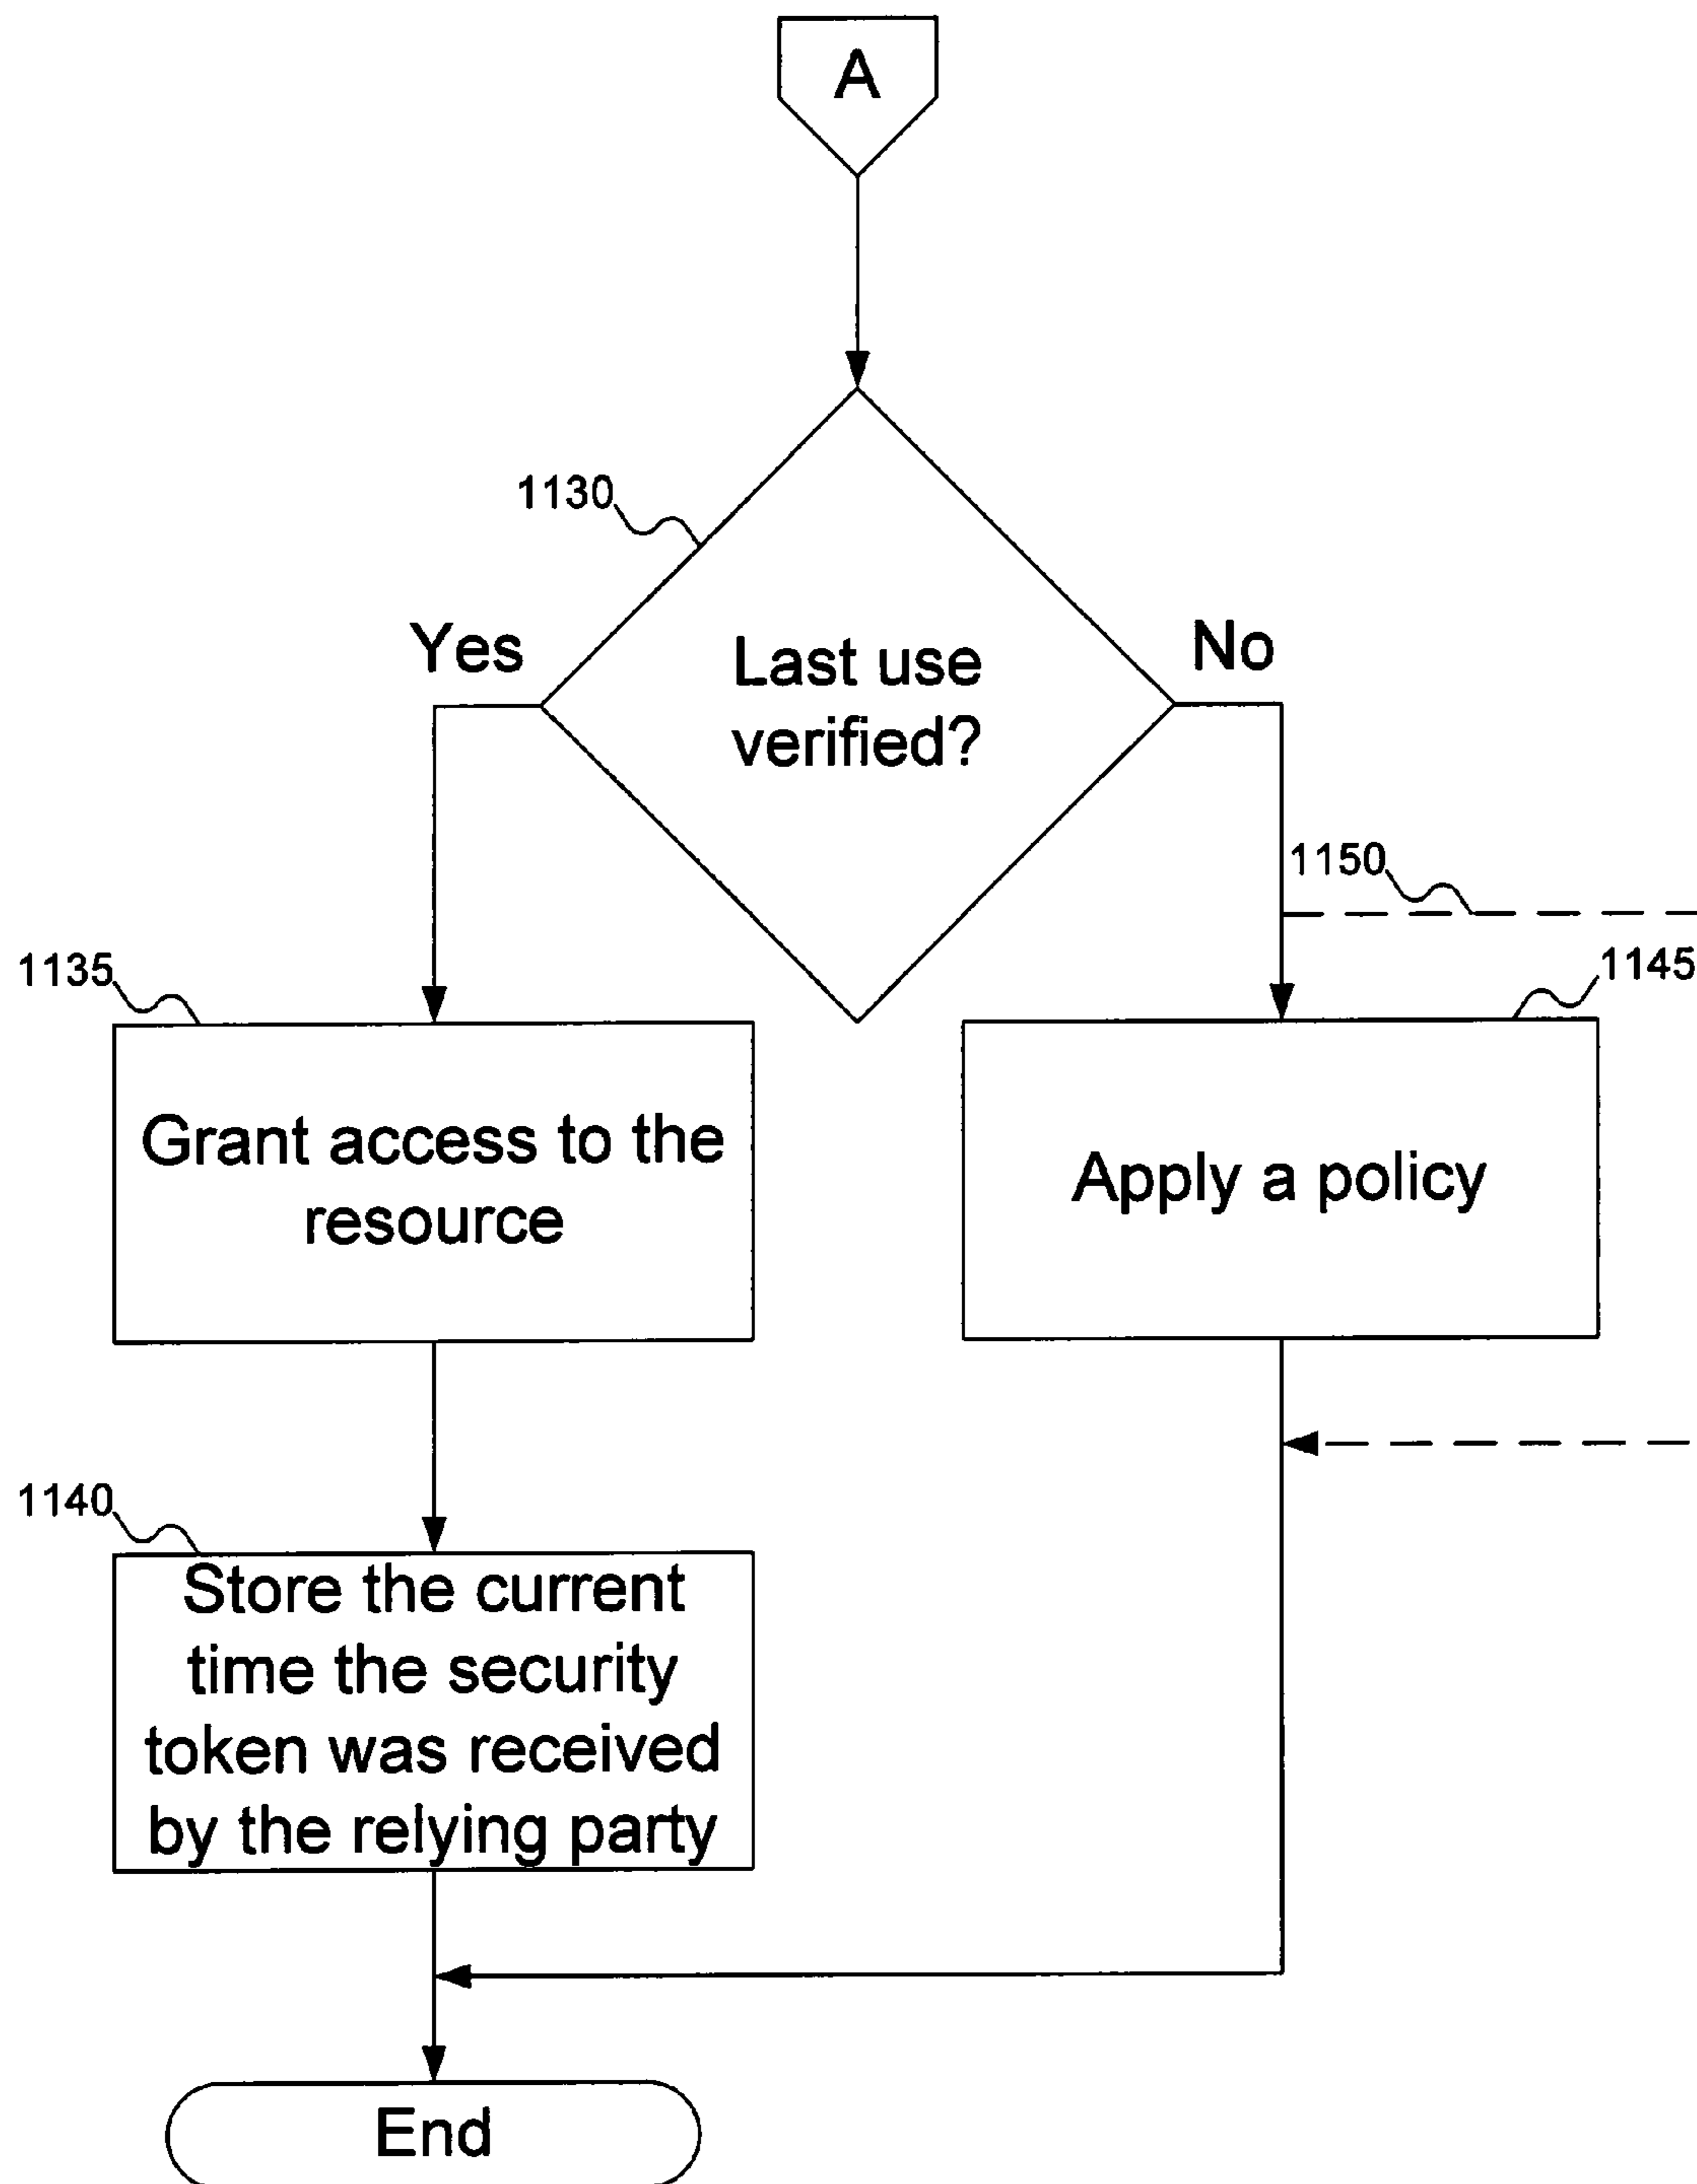 A
1130
Yes
Last use
verified?
No
1150
1135
1145
Grant access to the
resource
Apply a policy
1140
Store the current
time the security
token was received
by the relying party
End